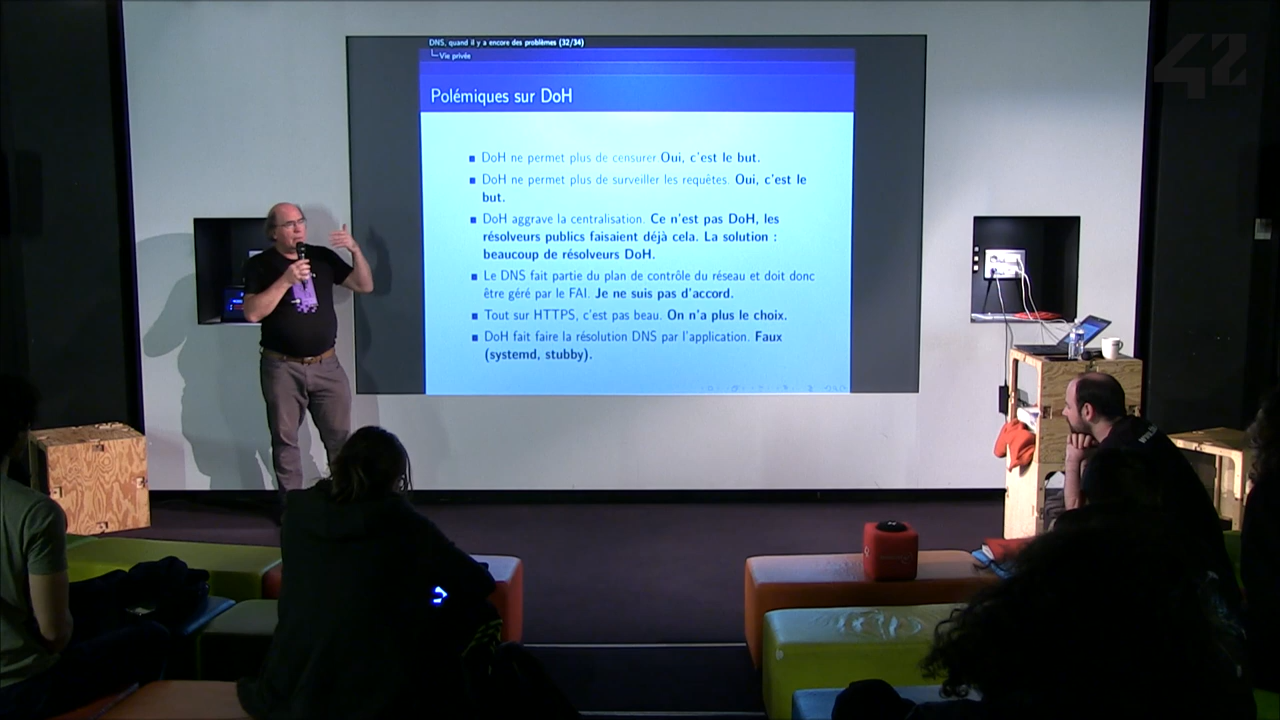 DNS, quand il y a encore des problèmes (32/34)
Vie privée
Polémiques sur DoH
DoH ne permet plus de censurer Oui, c'est le but.
DoH ne permet plus de surveiller les requêtes. Oui, c'est le
but.
DoH aggrave la centralisation. Ce n'est pas DoH, les
résolveurs publics faisaient déjà cela. La solution :
beaucoup de résolveurs DoH.
Le DNS fait partie du plan de contrôle du réseau et doit donc
être géré par le FAI. Je ne suis pas d'accord.
Tout sur HTTPS, c'est pas beau. On n'a plus le choix.
DoH fait faire la résolution DNS par l'application. Faux
(systemd, stubby).
42